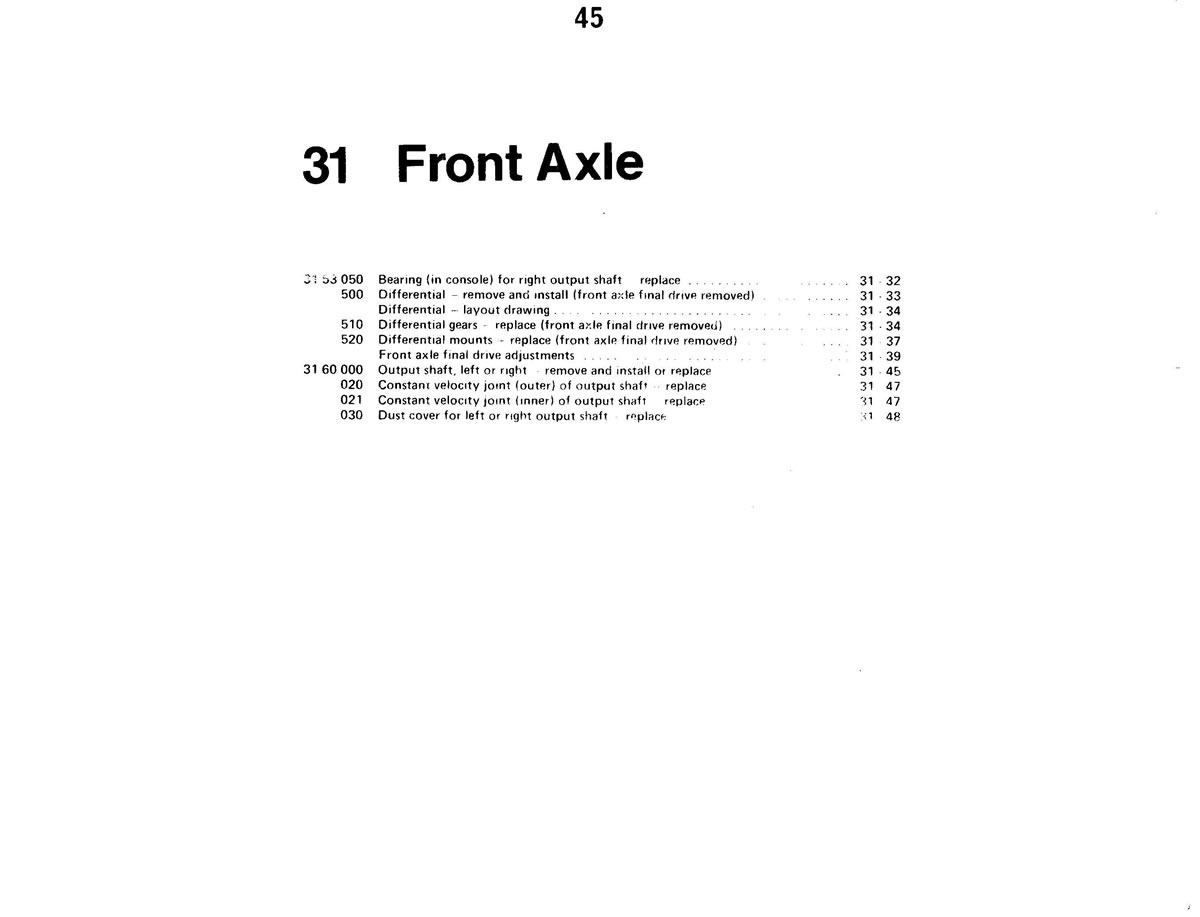 45
31 Front Axle
31 53 050 Bearing (in console) for right output shaft replace . . . . . . . . . . . . . . . . . 31 - 32
500 Differential – remove and install (front axle final drive removed) . . . . . . . . . . 31 - 33
Differential – layout drawing . . . . . . . . . . . . . . . . . . . . . . . . . . . . . . . . 31 - 34
510 Differential gears - replace (front axle final drive removed) . . . . . . . . . . . . . . 31 - 34
520 Differential mounts - replace (front axle final drive removed) . . . . . . 31 37
Front axle final drive adjustments . . . . . . . . . . . . . . . . . 31 - 39
31 60 000 Output shaft, left or right - remove and install or replace . 31 - 45
020 Constant velocity joint (outer) of output shaft - replace 31 47
021 Constant velocity joint (inner) of output shaft replace 31 47
030 Dust cover for left or right output shaft - replace 31 48